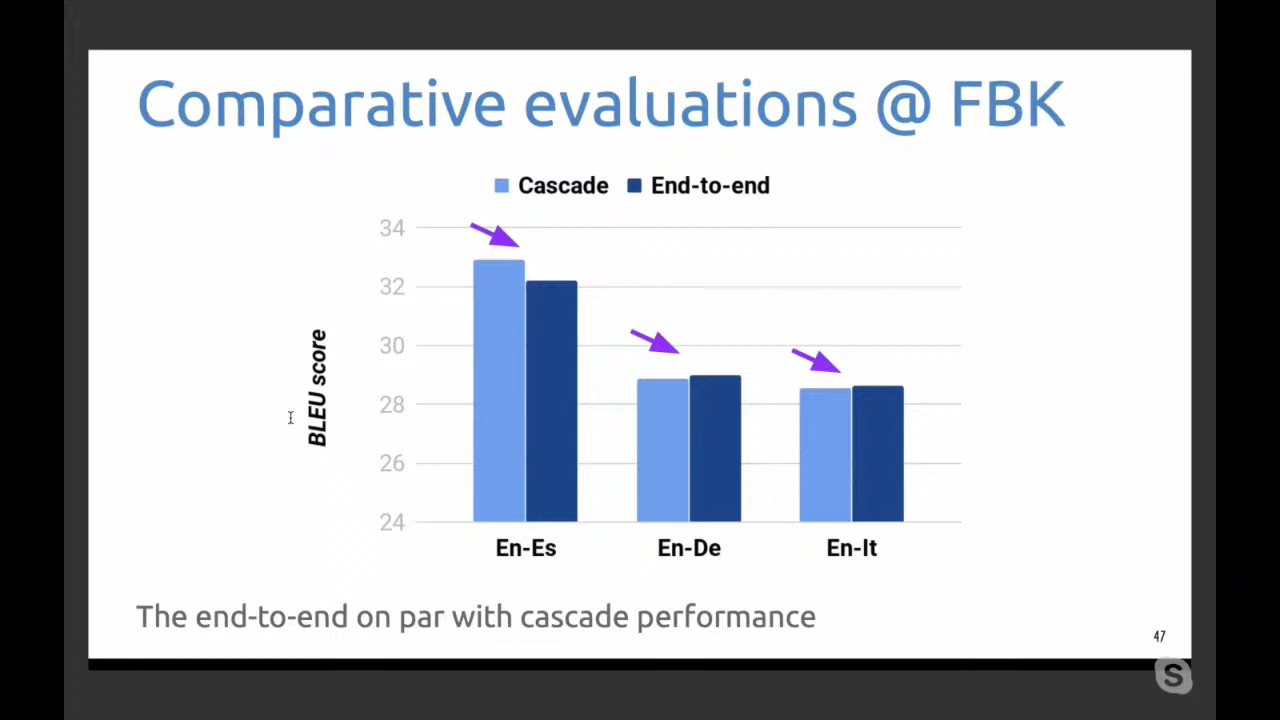 Comparative evaluations @ FBK
Cascade End-to-end
34
32
30
28
26
24
BLEU score
En-Es En-De En-It
The end-to-end on par with cascade performance
47
S